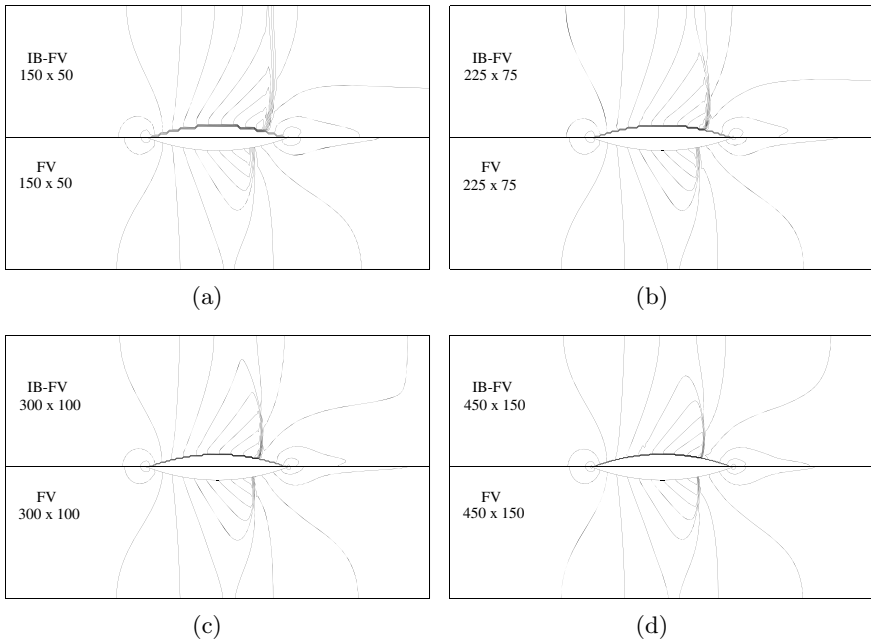 IB-FV
150 x 50
FV
150 x 50
(a)
IB-FV
225 x 75
FV
225 x 75
(b)
IB-FV
300 x 100
FV
300 x 100
(c)
IB-FV
450 x 150
FV
450 x 150
(d)